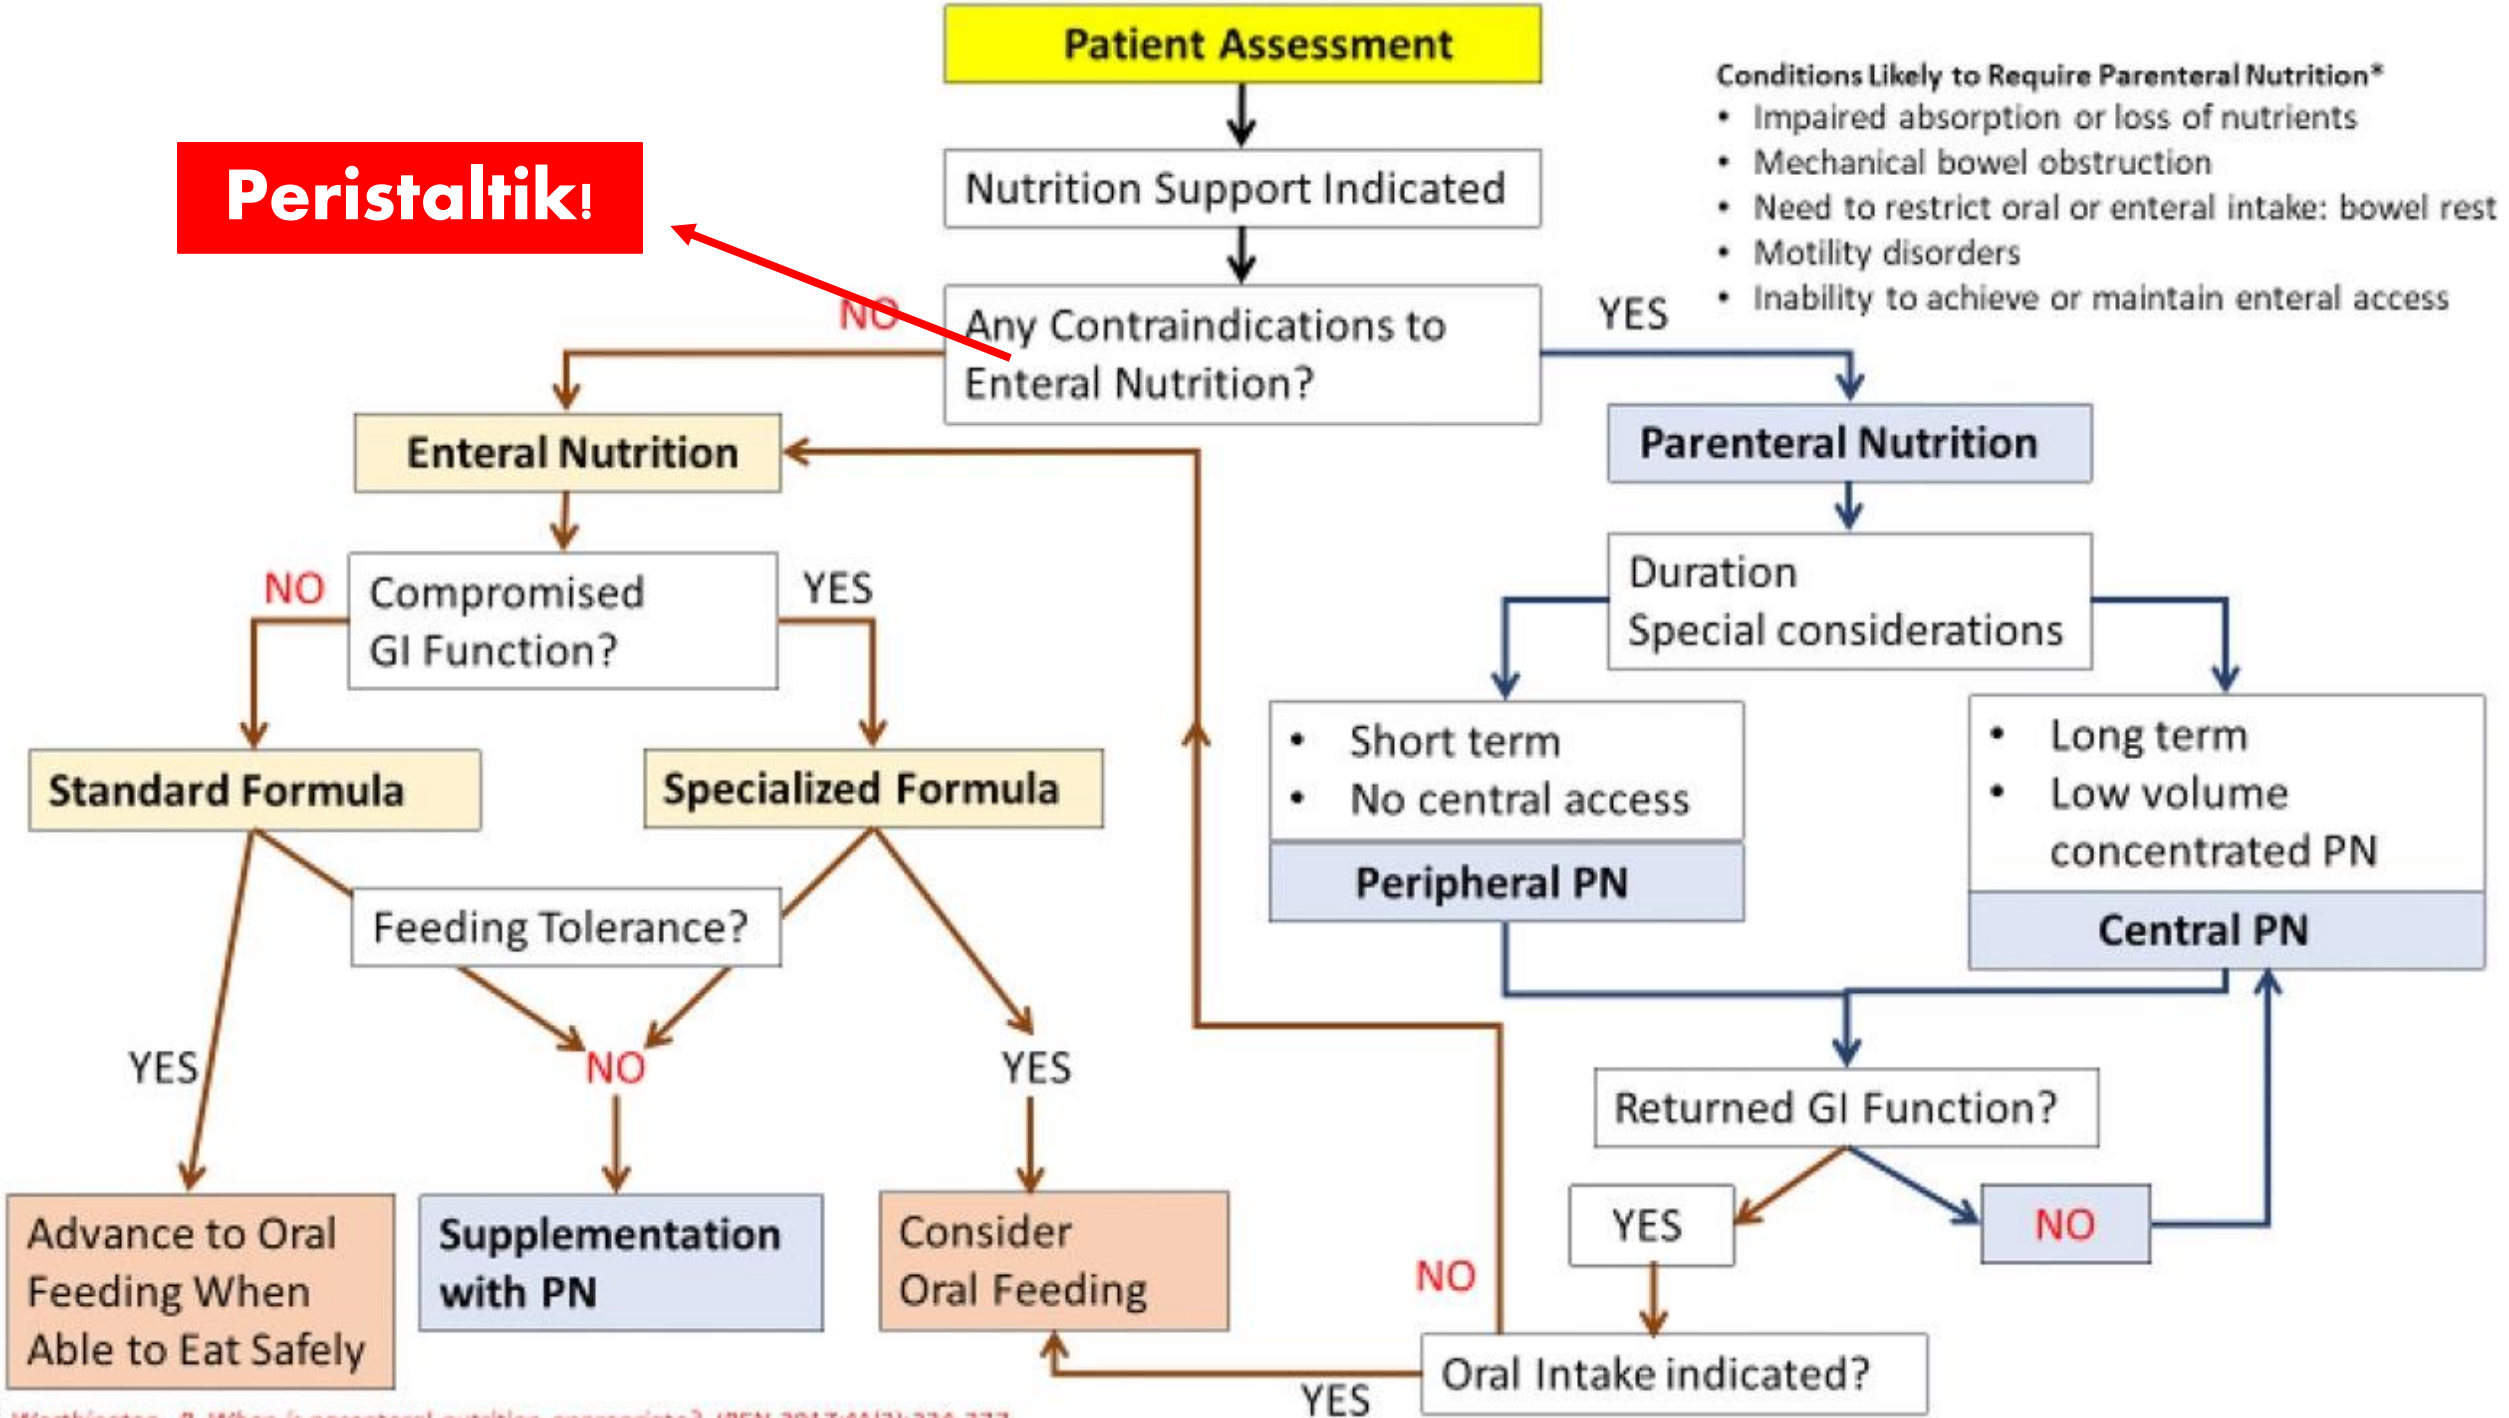 Patient Assessment
Conditions Likely to Require Parenteral Nutrition*
• Impaired absorption or loss of nutrients
• Mechanical bowel obstruction
• Need to restrict oral or enteral intake: bowel rest
• Motility disorders
• Inability to achieve or maintain enteral access
Peristaltik!
Nutrition Support Indicated
NO
Any Contraindications to
Enteral Nutrition?
YES
Enteral Nutrition
Parenteral Nutrition
NO
Compromised
GI Function?
YES
Duration
Special considerations
Standard Formula
Specialized Formula
• Short term
• No central access
Peripheral PN
• Long term
• Low volume
concentrated PN
Central PN
Feeding Tolerance?
YES
NO
YES
Returned GI Function?
YES
NO
Advance to Oral
Feeding When
Able to Eat Safely
Supplementation
with PN
Consider
Oral Feeding
NO
Oral Intake indicated?
YES
When is parenteral nutrition appropriate?